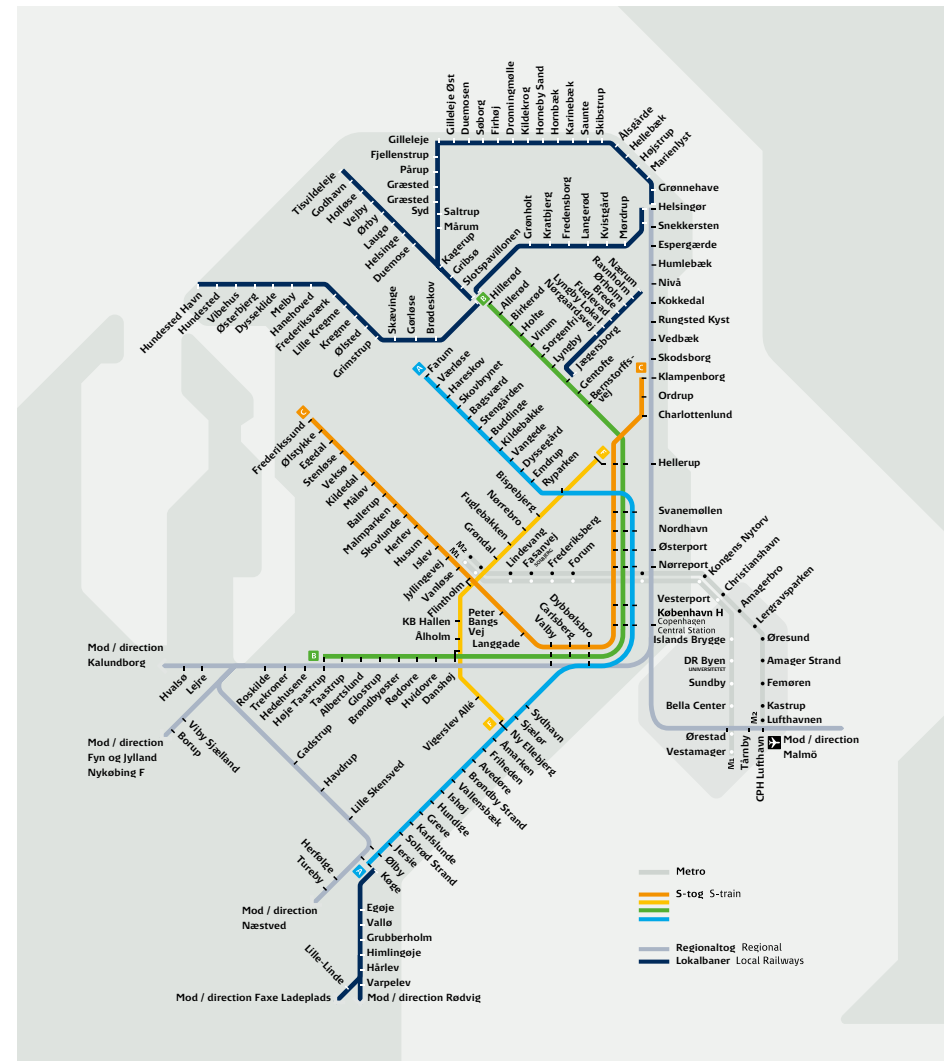 Gilleleje Øst
Duemosen
Søborg
Firhøj
Dronningmølle
Kildekrog
Horneby Sand
Hornbæk
Karinebæk
Saunte
Skibstrup
Ålsgårde
Hellebæk
Højstrup
Marienlyst
Gilleleje
Fjellenstrup
Pårup
Græsted
Græsted
Syd
Saltrup
Mårum
Kagerup
Gribsø
Slotspavillonen
Tisvildeleje
Godhavn
Holløse
Vejby
Ørby
Laugø
Helsinge
Duemose
Grønholt
Kratbjerg
Fredensborg
Langerød
Kvistgård
Mørdrup
Grønnehave
Helsingør
Snekkersten
Espergærde
Humlebæk
Nivå
Kokkedal
Rungsted Kyst
Vedbæk
Skodsborg
Klampenborg
Ordrup
Charlottenlund
Hellerup
Svanemøllen
Nordhavn
Østerport
Nørreport
Vesterport
København H
Copenhagen
Central Station
Hundested Havn
Hundested
Vibehus
Østerbjerg
Dysseklide
Melby
Hanehoved
Frederiksværk
Lille Kregme
Kregme
Ølsted
Grimstrup
Skævinge
Gørløse
Brødeskov
B
Hillerød
Allerød
Birkerød
Holte
Virum
Sorgenfri
Lyngby
Jægersborg
Gentofte
Bernstorffs-
vej
Nærum
Ravnholm
Ørholm
Brede
Fuglevad
Lyngby Lokal
Nørgaardsvej
C
A
Farum
Værløse
Hareskov
Skovbrynet
Bagsværd
Stengården
Buddinge
Kildebakke
Vangede
Dyssegård
Emdrup
Ryparken
F
Bispebjerg
Nørrebro
Fuglebakken
Grøndal
C
Frederikssund
Ølstykke
Egedal
Stenløse
Veksø
Kildedal
Måløv
Ballerup
Malmparken
Skovlunde
Herlev
Husum
Islev
Jyllingevej
Vanløse
Flintholm
M1
M2
Lindevang
Fasanvej
SOLBJERG
Frederiksberg
Forum
Kongens Nytorv
Christianshavn
Amagerbro
Lergravsparken
KB Hallen
Ålholm
Peter
Bangs
Vej
Langgade
Valby
Carlsberg
Dybbølsbro
Islands Brygge
DR Byen
UNIVERSITETET
Sundby
Bella Center
Ørestad
Vestamager
M1
Øresund
Amager Strand
Femøren
Kastrup
Lufthavnen
M2
Tårnby
CPH Lufthavn
Mod / direction
Malmö
Mod / direction
Kalundborg
Hvalsø
Lejre
B
Roskilde
Trekroner
Hedehusene
Høje Taastrup
Taastrup
Albertslund
Glostrup
Brøndbyøster
Rødovre
Hvidovre
Danshøj
Mod / direction
Fyn og Jylland
Nykøbing F
Borup
Viby Sjælland
Gadstrup
Havdrup
Lille Skensved
Herfølge
Tureby
Mod / direction
Næstved
Vigerslev Allé
Sydhavn
Sjælør
Ny Ellebjerg
Åmarken
Friheden
Avedøre
Brøndby Strand
Vallensbæk
Ishøj
Hundige
Greve
Karlslunde
Solrød Strand
Jersie
Ølby
Køge
A
Egøje
Vallø
Grubberholm
Himlingøje
Hårlev
Varpelev
Lille-Linde
Mod / direction Faxe Ladeplads
Mod / direction Rødvig
Metro
S-tog S-train
Regionaltog Regional
Lokalbaner Local Railways